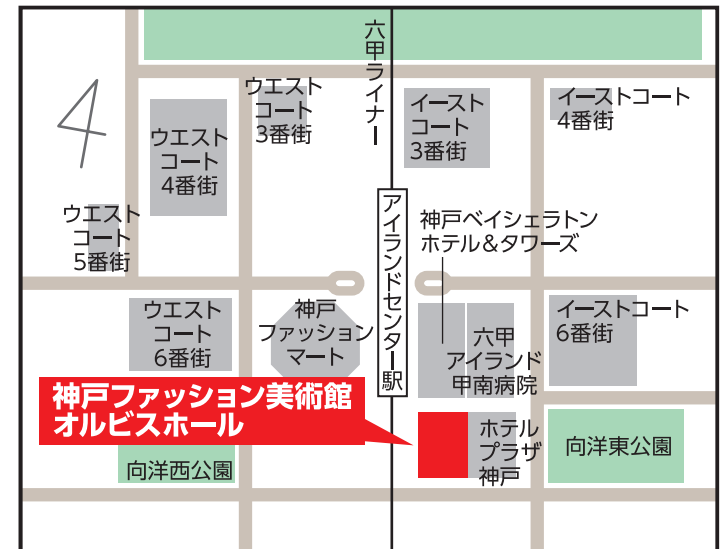 六甲ライナー
ウエスト
コート
3番街
イースト
コート
3番街
イーストコート
4番街
ウエスト
コート
4番街
ウエスト
コート
5番街
アイランドセンター駅
神戸ベイシェラトン
ホテル&タワーズ
ウエスト
コート
6番街
神戸
ファッション
マート
六甲
アイランド
甲南病院
イーストコート
6番街
神戸ファッション美術館
オルビスホール
ホテル
プラザ
神戸
向洋東公園
向洋西公園